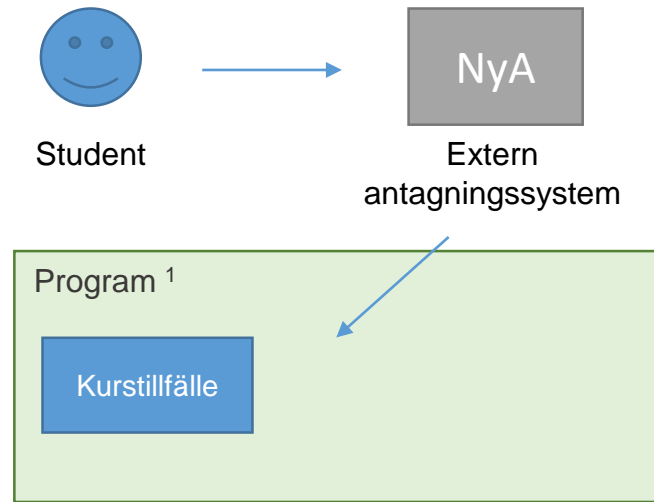 NyA
Student
Extern
antagningssystem
Program ¹
Kurstillfälle